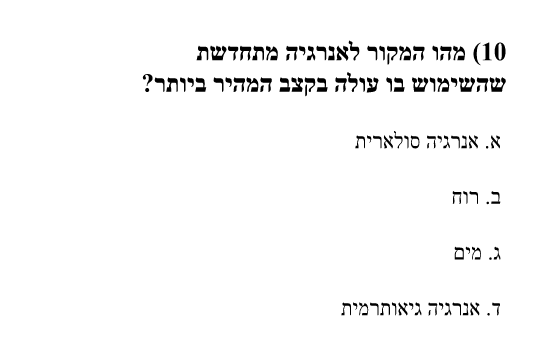 10) מהו המקור לאנרגיה מתחדשת
שהשימוש בו עולה בקצב המהיר ביותר?
א. אנרגיה סולארית
ב. רוח
ג. מים
ד. אנרגיה גיאותרמית